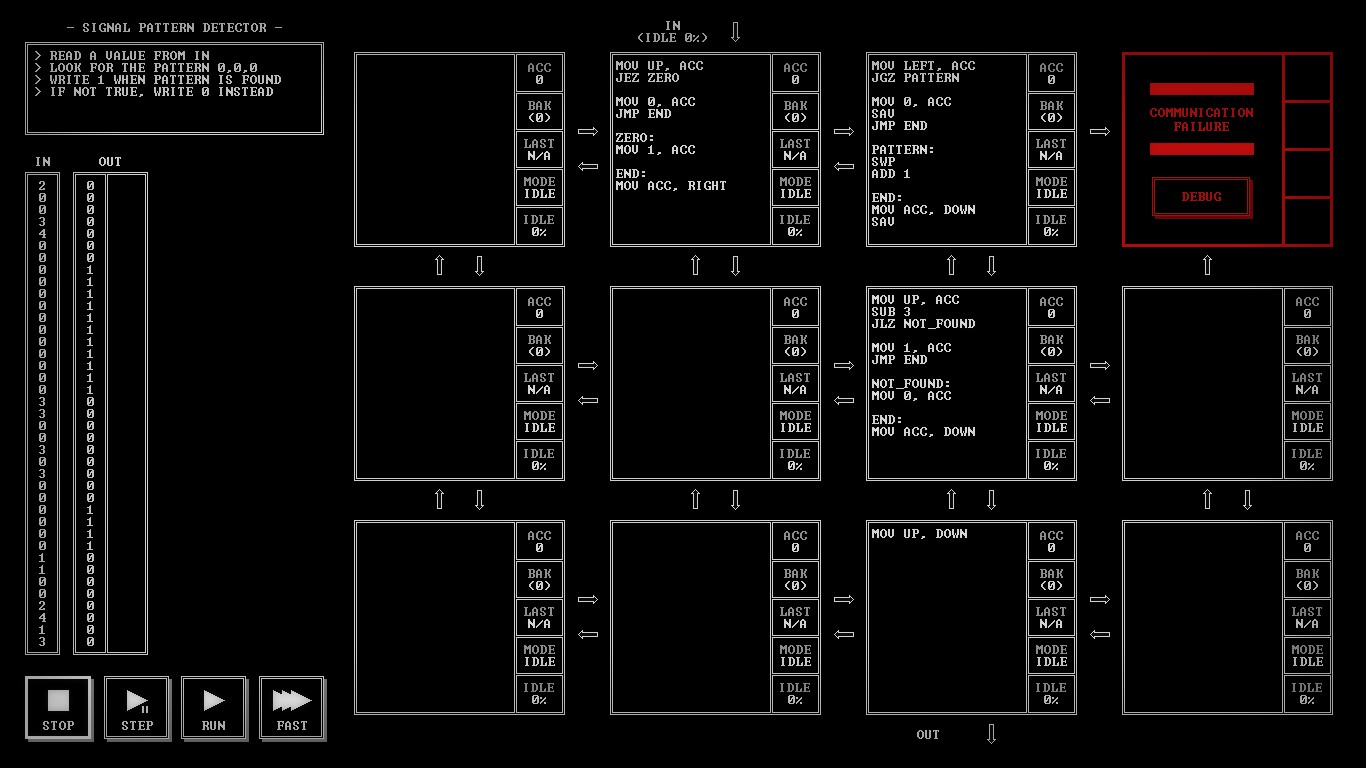 - SIGNAL PATTERN DETECTOR -
> READ A VALUE FROM IN
> LOOK FOR THE PATTERN 0,0,0
> WRITE 1 WHEN PATTERN IS FOUND
> IF NOT TRUE, WRITE 0 INSTEAD
IN OUT
2 0
0 0
0 0
3 0
4 0
0 0
0 0
0 1
0 1
0 1
0 1
0 1
0 1
0 1
0 1
0 1
0 1
0 1
3 0
3 0
0 0
0 0
3 0
0 0
3 0
0 0
0 0
0 1
0 1
0 1
0 1
1 0
1 0
0 0
0 0
2 0
4 0
1 0
3 0
STOP
STEP
RUN
FAST
IN
(IDLE 0%)
ACC
0
BAK
(0)
LAST
N/A
MODE
IDLE
IDLE
0%
MOV UP, ACC
JEZ ZERO
MOV 0, ACC
JMP END
ZERO:
MOV 1, ACC
END:
MOV ACC, RIGHT
ACC
0
BAK
(0)
LAST
N/A
MODE
IDLE
IDLE
0%
MOV LEFT, ACC
JGZ PATTERN
MOV 0, ACC
SAV
JMP END
PATTERN:
SWP
ADD 1
END:
MOV ACC, DOWN
SAV
ACC
0
BAK
(0)
LAST
N/A
MODE
IDLE
IDLE
0%
COMMUNICATION
FAILURE
DEBUG
ACC
0
BAK
(0)
LAST
N/A
MODE
IDLE
IDLE
0%
ACC
0
BAK
(0)
LAST
N/A
MODE
IDLE
IDLE
0%
MOV UP, ACC
SUB 3
JLZ NOT_FOUND
MOV 1, ACC
JMP END
NOT_FOUND:
MOV 0, ACC
END:
MOV ACC, DOWN
ACC
0
BAK
(0)
LAST
N/A
MODE
IDLE
IDLE
0%
ACC
0
BAK
(0)
LAST
N/A
MODE
IDLE
IDLE
0%
ACC
0
BAK
(0)
LAST
N/A
MODE
IDLE
IDLE
0%
ACC
0
BAK
(0)
LAST
N/A
MODE
IDLE
IDLE
0%
MOV UP, DOWN
ACC
0
BAK
(0)
LAST
N/A
MODE
IDLE
IDLE
0%
ACC
0
BAK
(0)
LAST
N/A
MODE
IDLE
IDLE
0%
OUT